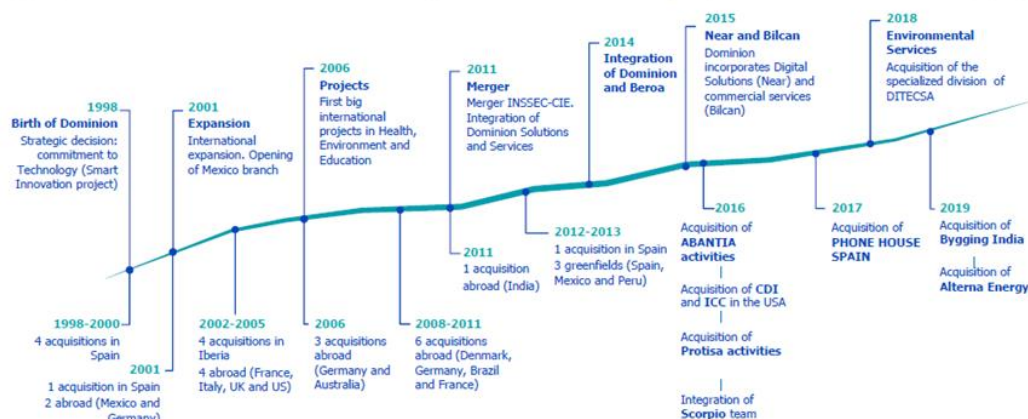 1998
Birth of Dominion
Strategic decision:
commitment to
Technology (Smart
Innovation project)
2001
Expansion
International
expansion. Opening
of Mexico branch
2006
Projects
First big
international
projects in Health,
Environment and
Education
2011
Merger
Merger INSSEC-CIE.
Integration of
Dominion Solutions
and Services
2014
Integration
of Dominion
and Beroa
2015
Near and Bilcan
Dominion
incorporates Digital
Solutions (Near) and
commercial services
(Bilcan)
2018
Environmental
Services
Acquisition of the
specialized division of
DITECSA
1998-2000
4 acquisitions in
Spain
2001
1 acquisition in Spain
2 abroad (Mexico and
Germany)
2002-2005
4 acquisitions in
Iberia
4 abroad (France,
Italy, UK and US)
2006
3 acquisitions
abroad
(Germany and
Australia)
2008-2011
6 acquisitions
abroad (Denmark,
Germany, Brazil
and France)
2011
1 acquisition
abroad (India)
2012-2013
1 acquisition in Spain
3 greenfields (Spain,
Mexico and Peru)
2016
Acquisition of
ABANTIA
activities
Acquisition of CDI
and ICC in the USA
Acquisition of
Protisa activities
Integration of
Scorpio team
2017
Acquisition of
PHONE HOUSE
SPAIN
2019
Acquisition of
Bygging India
Acquisition of
Alterna Energy